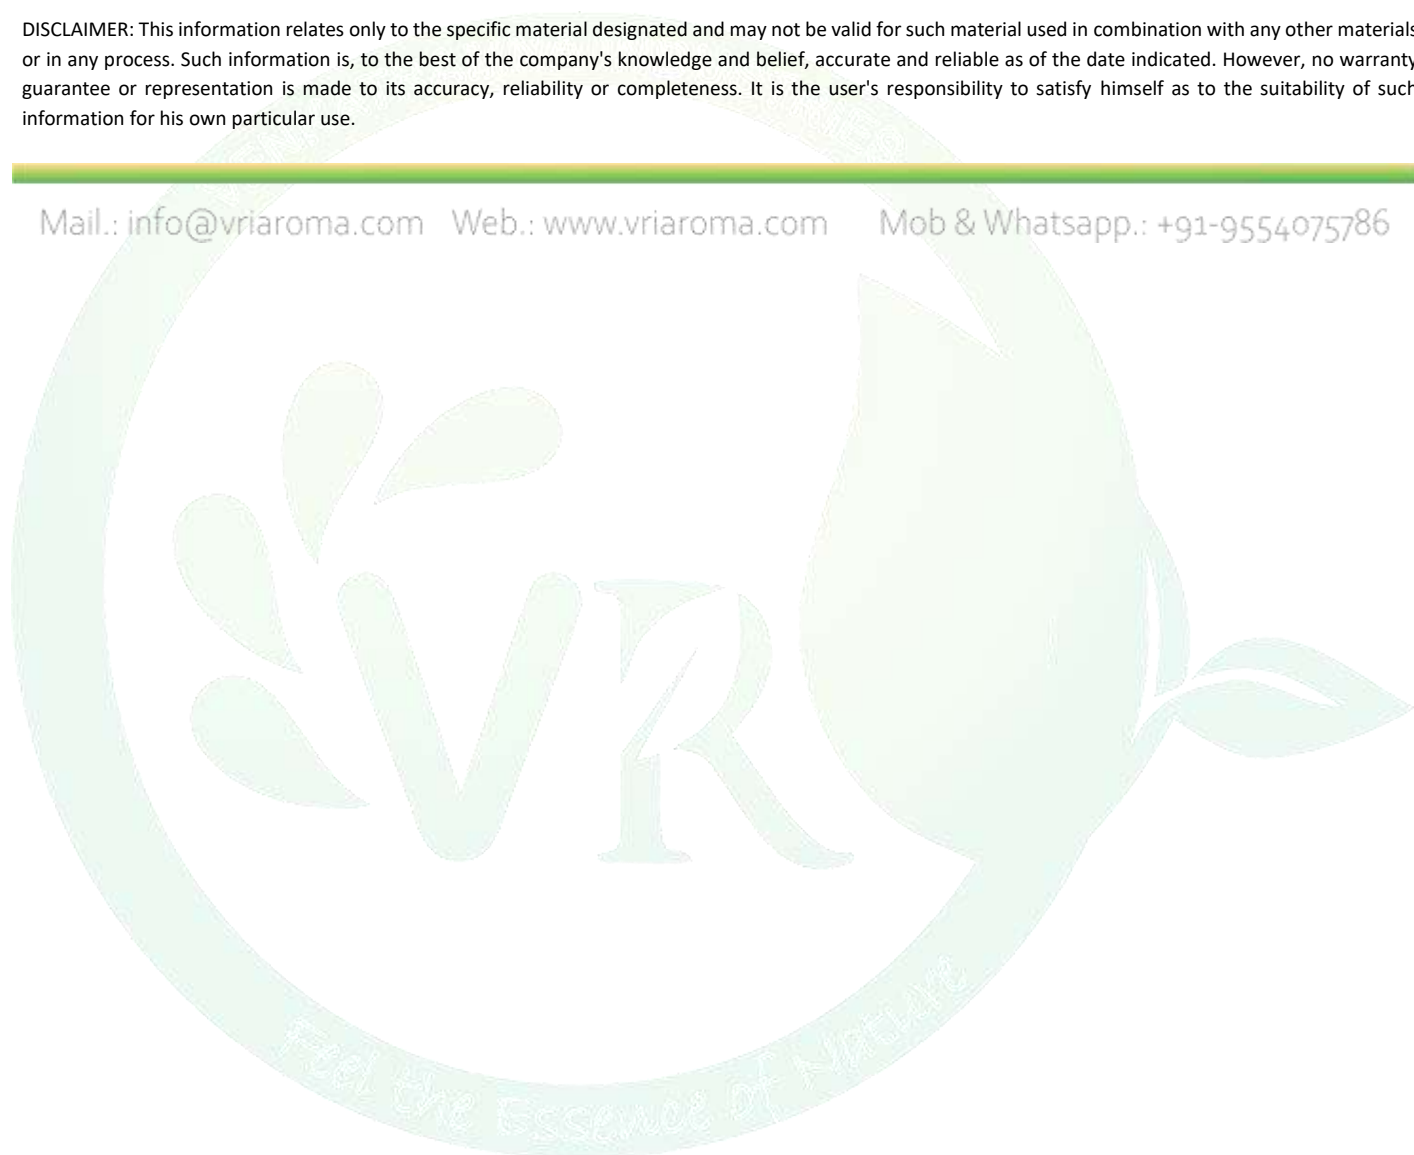 DISCLAIMER: This information relates only to the specific material designated and may not be valid for such material used in combination with any other materials
or in any process. Such information is, to the best of the company's knowledge and belief, accurate and reliable as of the date indicated. However, no warranty
guarantee or representation is made to its accuracy, reliability or completeness. It is the user's responsibility to satisfy himself as to the suitability of such
information for his own particular use.
Mail.: info@vriaroma.com Web.: www.vriaroma.com Mob & Whatsapp.: +91-9554075786
VR
Feel the Essence of Nature